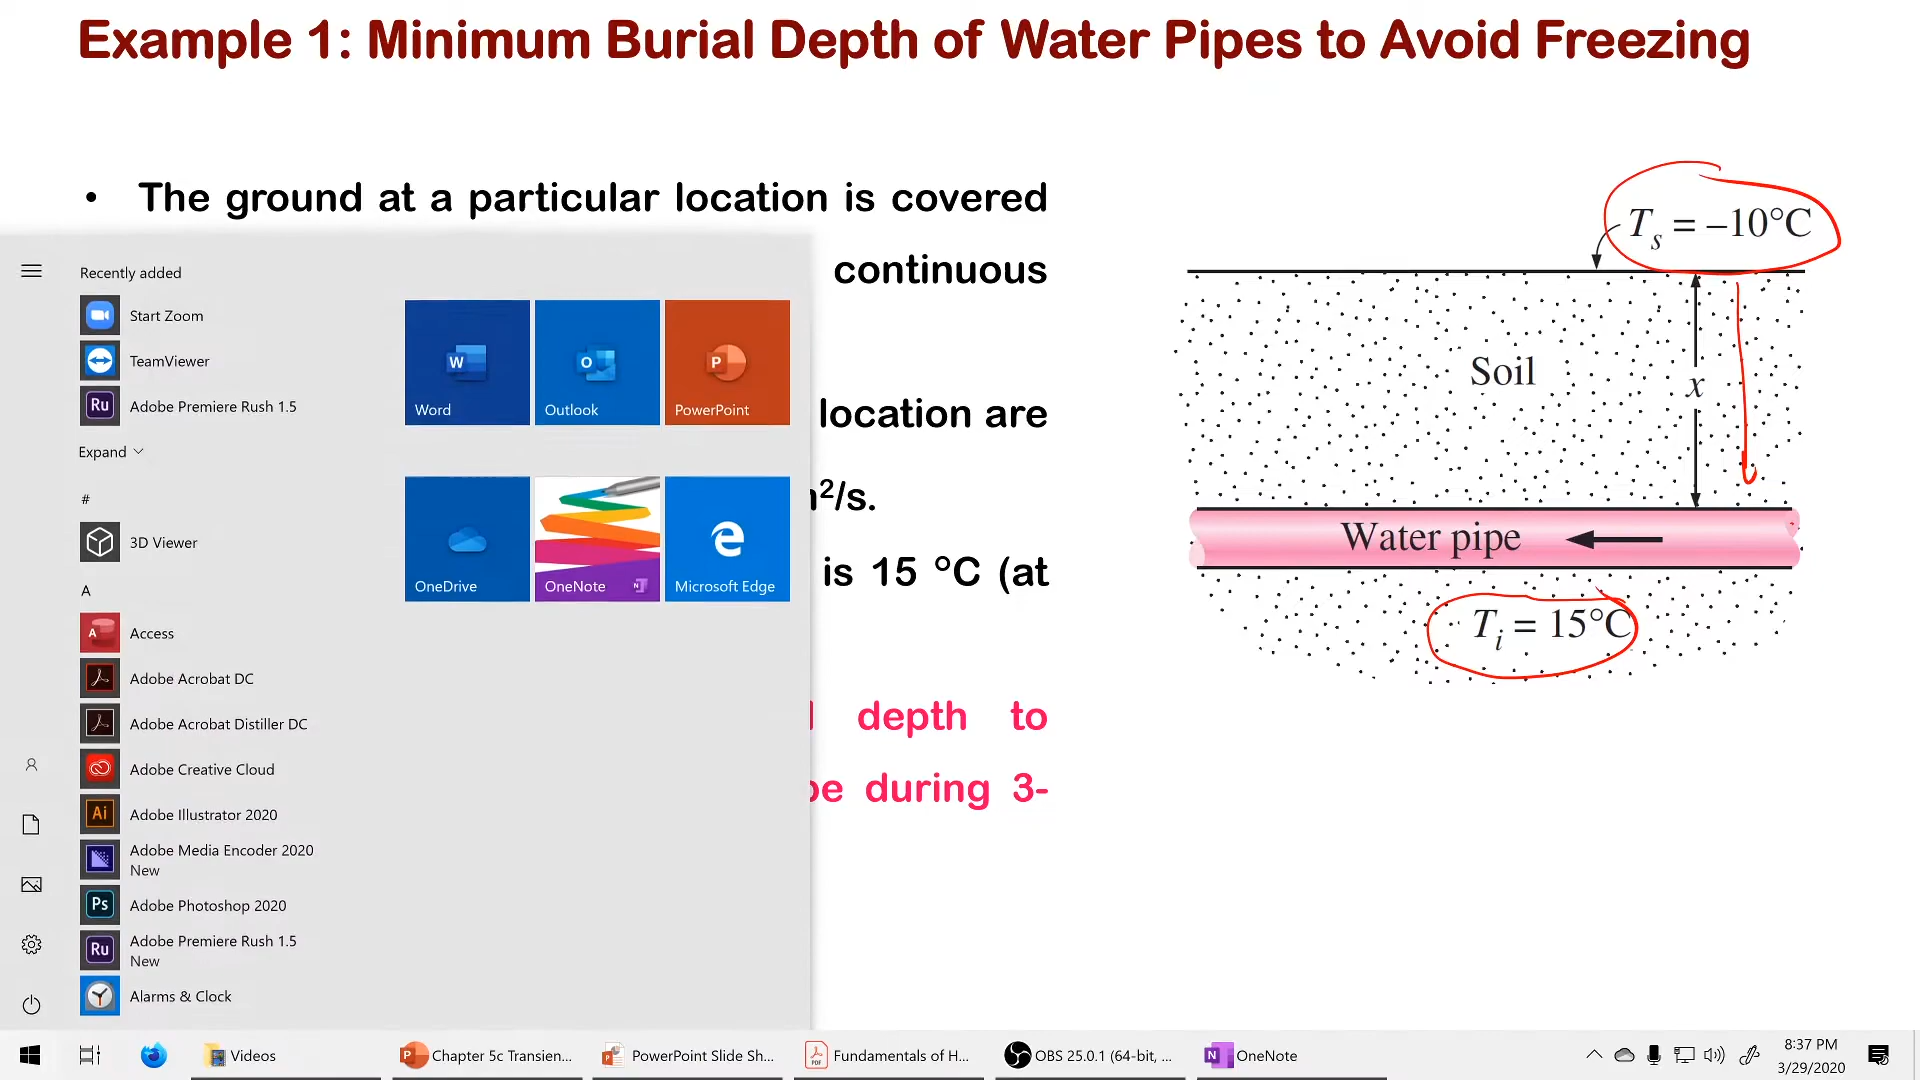 Example 1: Minimum Burial Depth of Water Pipes to Avoid Freezing
• The ground at a particular location is covered
continuous
location are
²/s.
is 15 °C (at
depth to
during 3-
Tₛ = –10°C
Soil
x
Water pipe
Tᵢ = 15°C
Recently added
Start Zoom
TeamViewer
Ru
Adobe Premiere Rush 1.5
Expand
#
3D Viewer
A
A
Access
Adobe Acrobat DC
Adobe Acrobat Distiller DC
Adobe Creative Cloud
Ai
Adobe Illustrator 2020
Adobe Media Encoder 2020
New
Ps
Adobe Photoshop 2020
Ru
Adobe Premiere Rush 1.5
New
Alarms & Clock
W
Word
O
Outlook
P
PowerPoint
OneDrive
OneNote
N
Microsoft Edge
Videos
P
Chapter 5c Transien...
PowerPoint Slide Sh...
PDF
Fundamentals of H...
OBS 25.0.1 (64-bit, ...
N
OneNote
8:37 PM
3/29/2020